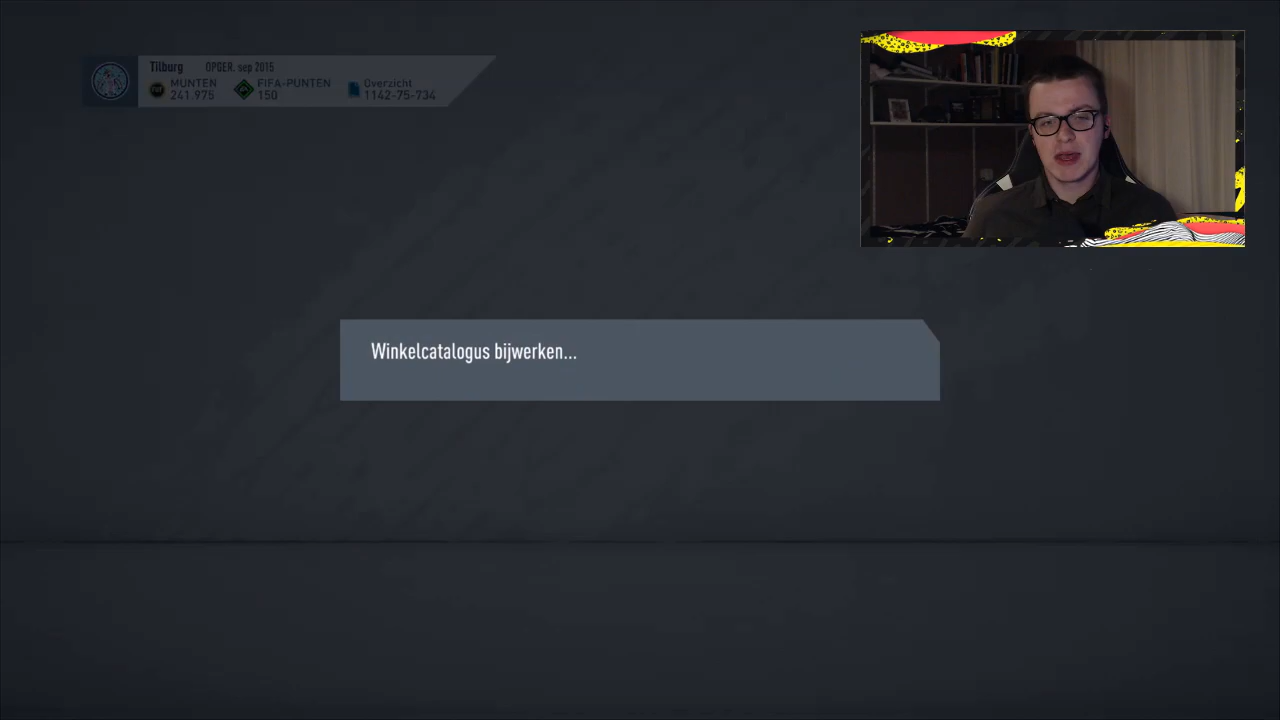 Tilburg OPGER. sep 2015
MUNTEN FIFA-PUNTEN Overzicht
241.975 150 1142-75-734
Winkelcatalogus bijwerken...